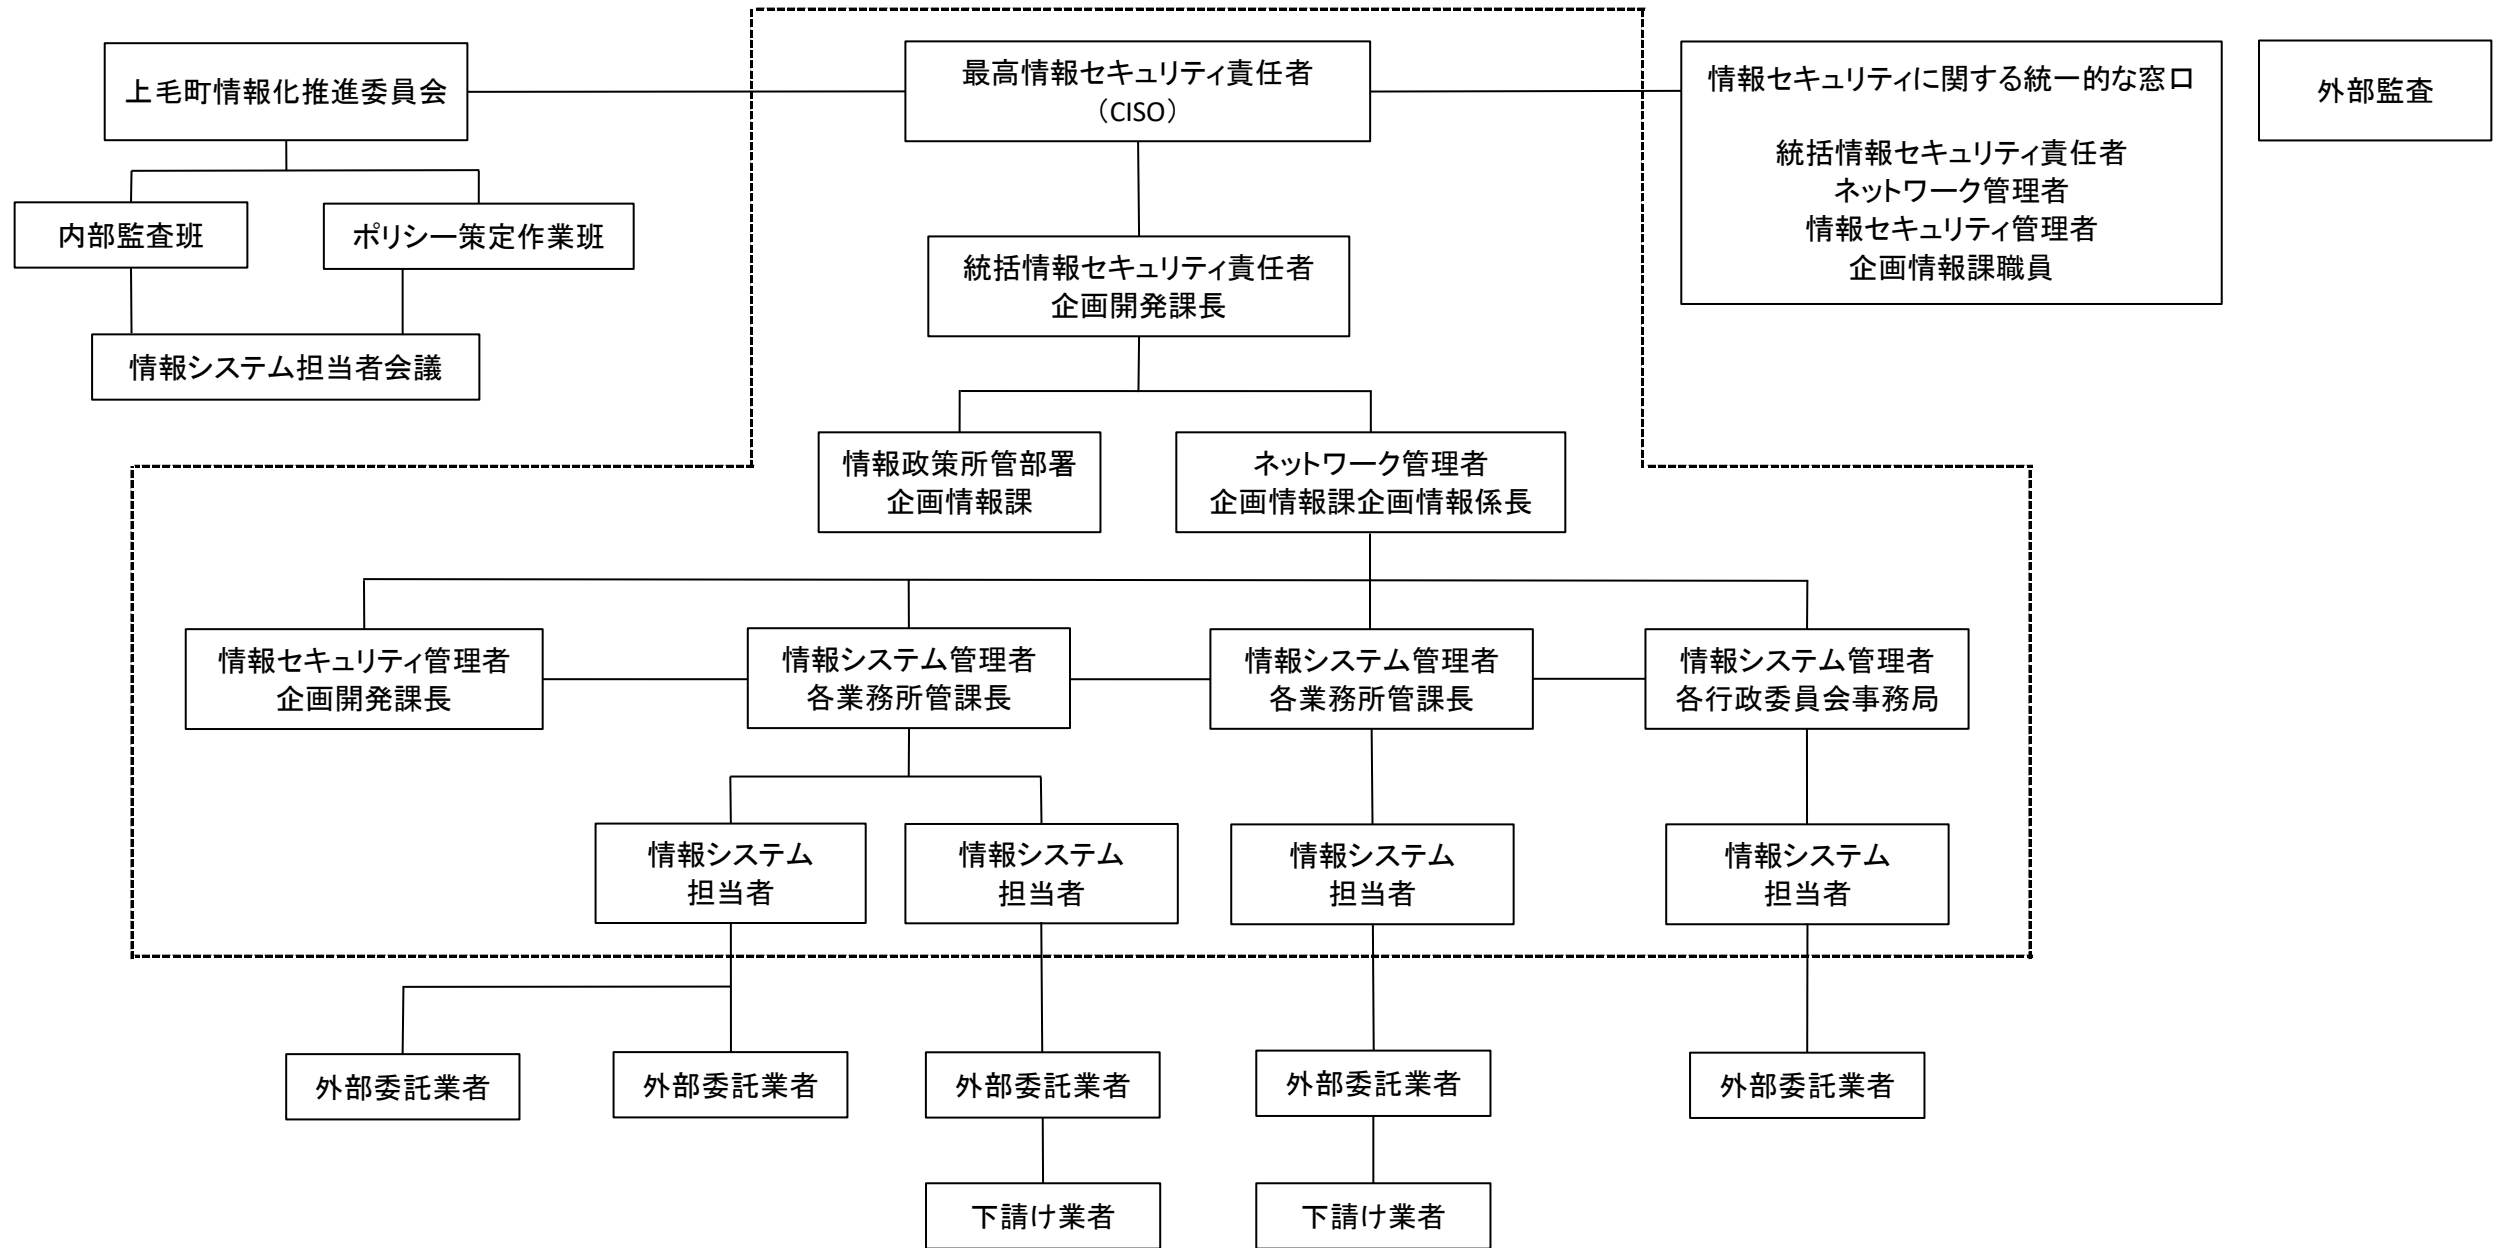 上毛町情報化推進委員会
最高情報セキュリティ責任者
（CISO）
情報セキュリティに関する統一的な窓口
統括情報セキュリティ責任者
ネットワーク管理者
情報セキュリティ管理者
企画情報課職員
外部監査
内部監査班
ポリシー策定作業班
情報システム担当者会議
統括情報セキュリティ責任者
企画開発課長
情報政策所管部署
企画情報課
ネットワーク管理者
企画情報課企画情報係長
情報セキュリティ管理者
企画開発課長
情報システム管理者
各業務所管課長
情報システム管理者
各業務所管課長
情報システム管理者
各行政委員会事務局
情報システム
担当者
情報システム
担当者
情報システム
担当者
情報システム
担当者
外部委託業者
外部委託業者
外部委託業者
外部委託業者
外部委託業者
下請け業者
下請け業者